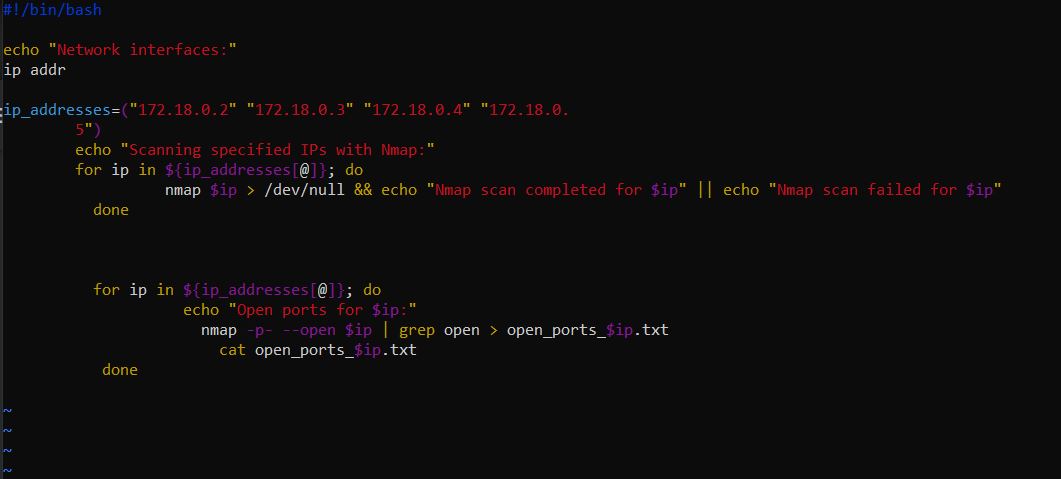 #!/bin/bash
echo "Network interfaces:"
ip addr
ip_addresses=("172.18.0.2" "172.18.0.3" "172.18.0.4" "172.18.0.
5")
echo "Scanning specified IPs with Nmap:"
for ip in ${ip_addresses[@]}; do
nmap $ip > /dev/null && echo "Nmap scan completed for $ip" || echo "Nmap scan failed for $ip"
done
for ip in ${ip_addresses[@]}; do
echo "Open ports for $ip:"
nmap -p- --open $ip | grep open > open_ports_$ip.txt
cat open_ports_$ip.txt
done
~
~
~
~